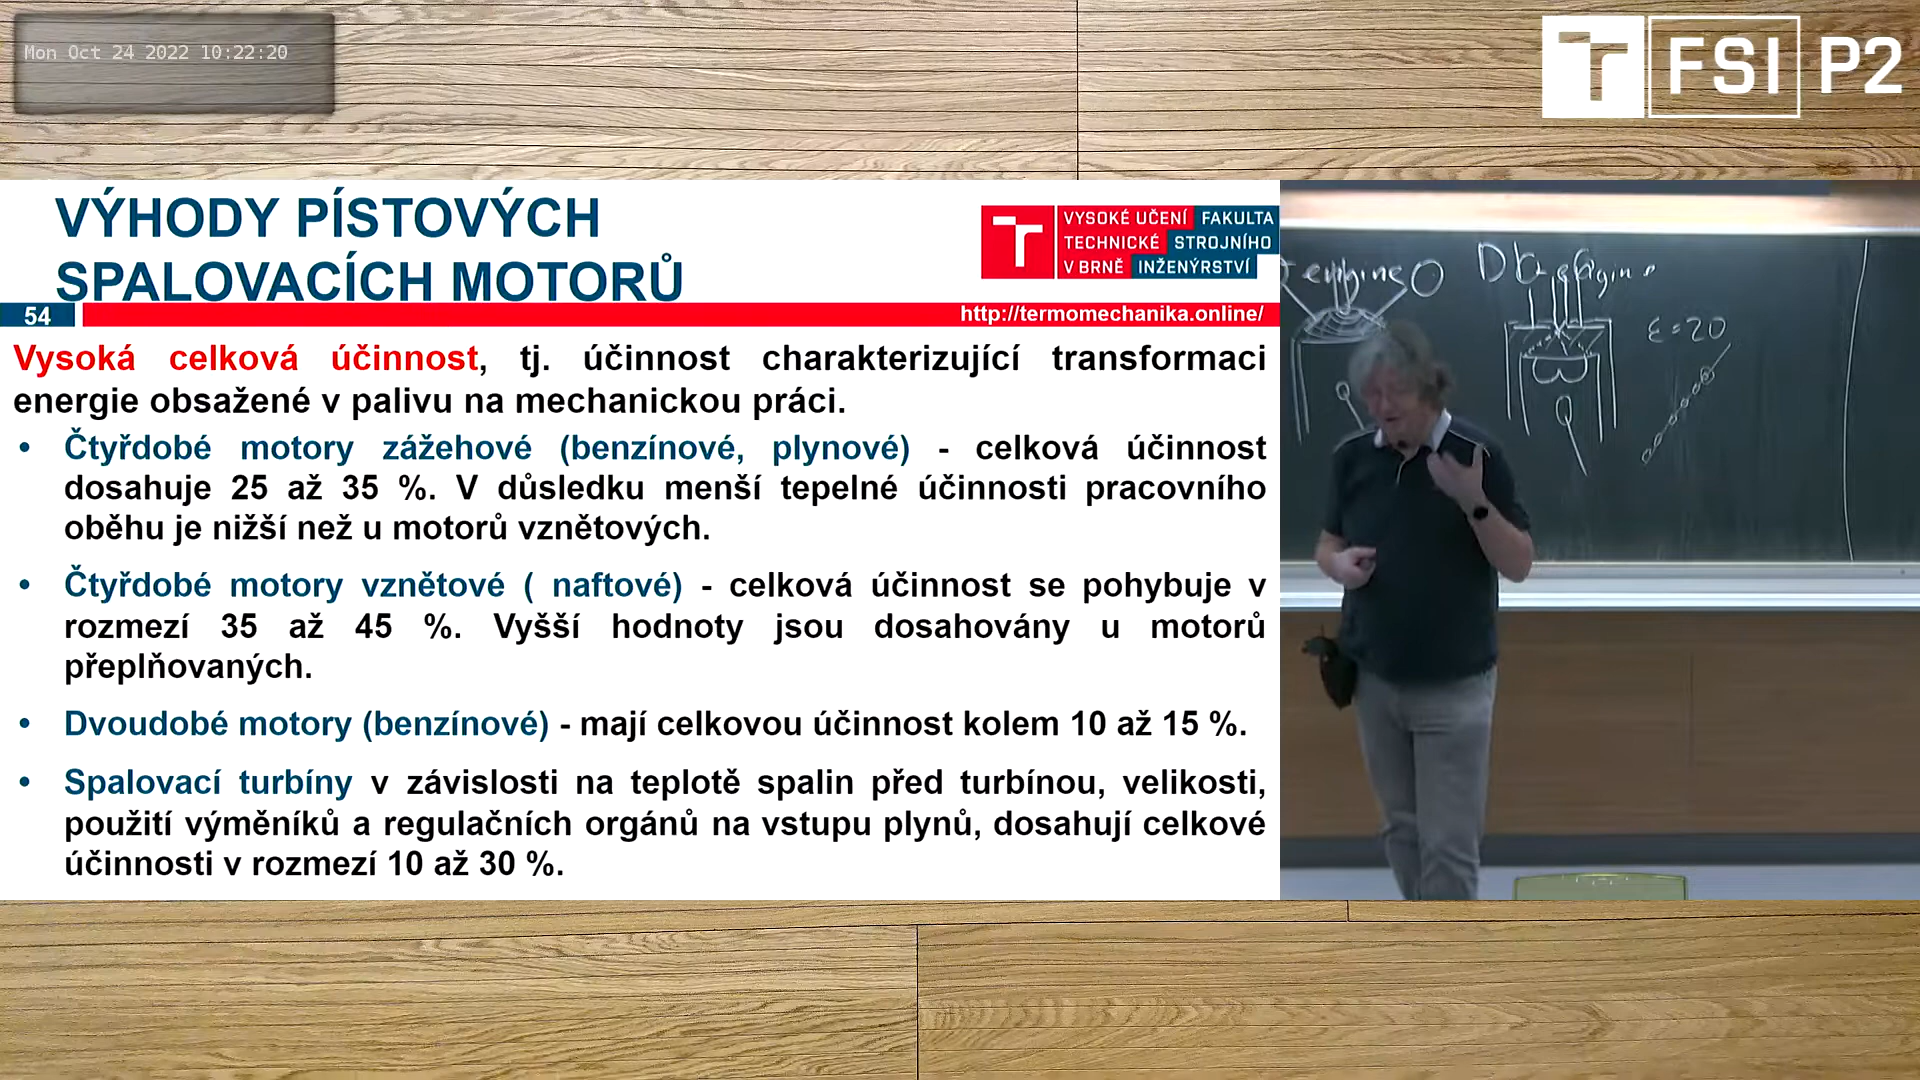 Mon Oct 24 2022 10:22:20
FSI P2
VÝHODY PÍSTOVÝCH
SPALOVACÍCH MOTORŮ
VYSOKÉ UČENÍ FAKULTA
TECHNICKÉ STROJNÍHO
V BRNĚ INŽENÝRSTVÍ
54
http://termomechanika.online/
Vysoká celková účinnost, tj. účinnost charakterizující transformaci
energie obsažené v palivu na mechanickou práci.
• Čtyřdobé motory zážehové (benzínové, plynové) - celková účinnost
dosahuje 25 až 35 %. V důsledku menší tepelné účinnosti pracovního
oběhu je nižší než u motorů vznětových.
• Čtyřdobé motory vznětové ( naftové) - celková účinnost se pohybuje v
rozmezí 35 až 45 %. Vyšší hodnoty jsou dosahovány u motorů
přeplňovaných.
• Dvoudobé motory (benzínové) - mají celkovou účinnost kolem 10 až 15 %.
• Spalovací turbíny v závislosti na teplotě spalin před turbínou, velikosti,
použití výměníků a regulačních orgánů na vstupu plynů, dosahují celkové
účinnosti v rozmezí 10 až 30 %.
engine
ε=20